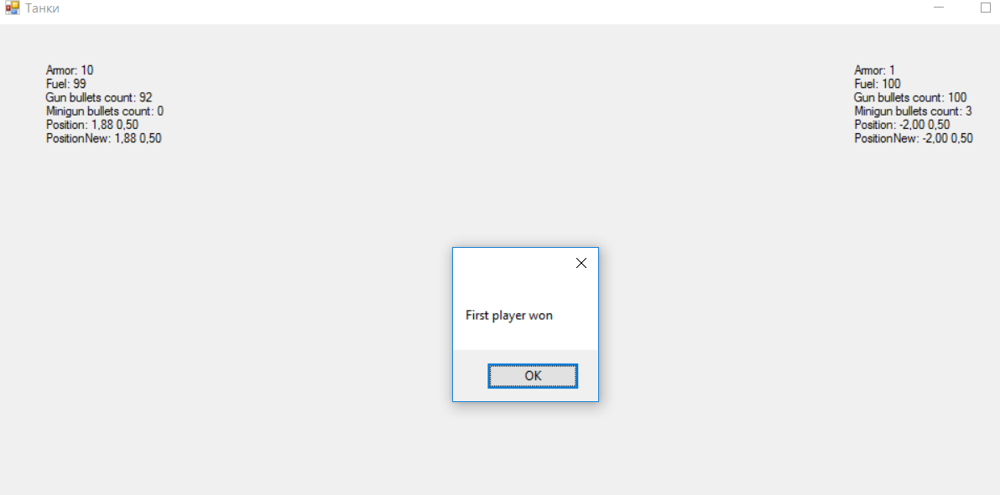 Танки
Armor: 10
Fuel: 99
Gun bullets count: 92
Minigun bullets count: 0
Position: 1,88 0,50
PositionNew: 1,88 0,50
Armor: 1
Fuel: 100
Gun bullets count: 100
Minigun bullets count: 3
Position: -2,00 0,50
PositionNew: -2,00 0,50
First player won
OK